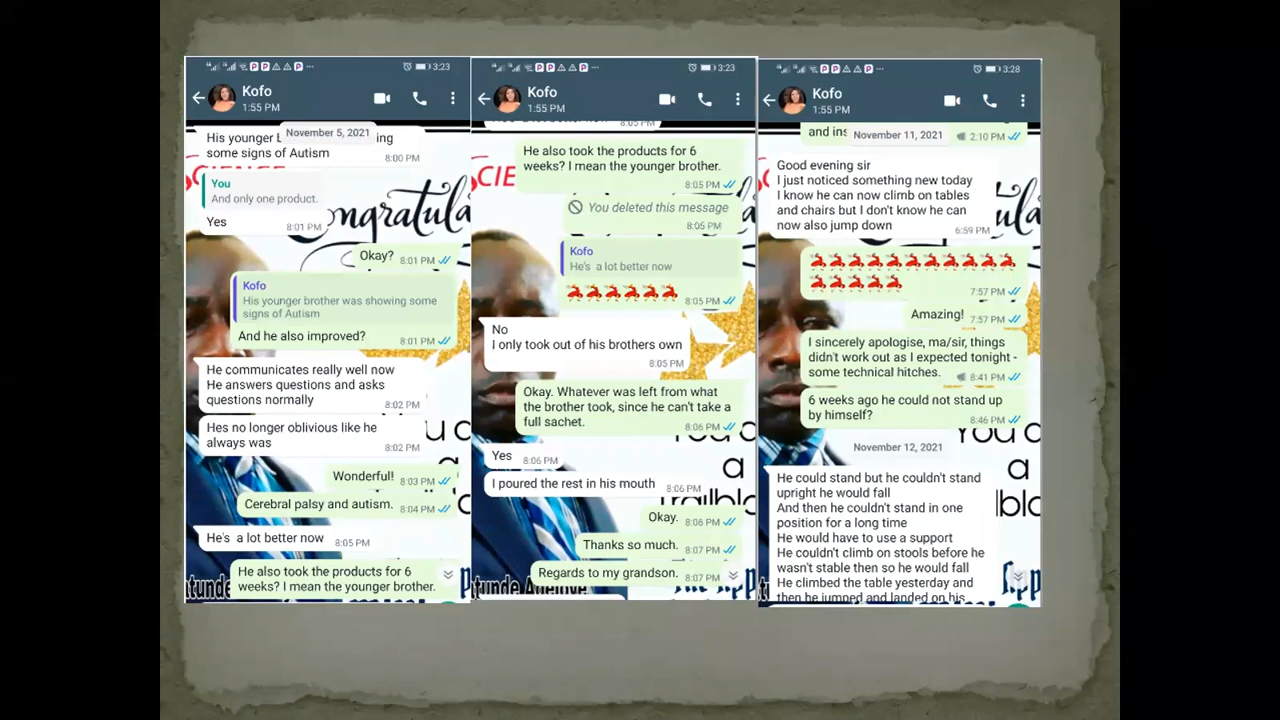 3:23
Kofo
1:55 PM
November 5, 2021
His younger b ing
some signs of Autism
8:00 PM
You
And only one product.
Yes
8:01 PM
Okay?
8:01 PM
Kofo
His younger brother was showing some
signs of Autism
And he also improved?
8:01 PM
He communicates really well now
He answers questions and asks
questions normally
8:02 PM
Hes no longer oblivious like he
always was
8:02 PM
Wonderful!
8:03 PM
Cerebral palsy and autism.
8:04 PM
He's a lot better now
8:05 PM
He also took the products for 6
weeks? I mean the younger brother.
3:23
Kofo
1:55 PM
8:05 PM
He also took the products for 6
weeks? I mean the younger brother.
8:05 PM
You deleted this message
8:05 PM
Kofo
He's a lot better now
8:05 PM
No
I only took out of his brothers own
8:05 PM
Okay. Whatever was left from what
the brother took, since he can't take a
full sachet.
8:06 PM
Yes
8:06 PM
I poured the rest in his mouth
8:06 PM
Okay.
8:06 PM
Thanks so much.
8:07 PM
Regards to my grandson.
8:07 PM
3:28
Kofo
1:55 PM
and ins
2:10 PM
November 11, 2021
Good evening sir
I just noticed something new today
I know he can now climb on tables
and chairs but I don't know he can
now also jump down
6:59 PM
7:57 PM
Amazing!
7:57 PM
I sincerely apologise, ma/sir, things
didn't work out as I expected tonight -
some technical hitches.
8:41 PM
6 weeks ago he could not stand up
by himself?
8:46 PM
November 12, 2021
He could stand but he couldn't stand
upright he would fall
And then he couldn't stand in one
position for a long time
He would have to use a support
He couldn't climb on stools before he
wasn't stable then so he would fall
He climbed the table yesterday and
then he jumped and landed on his